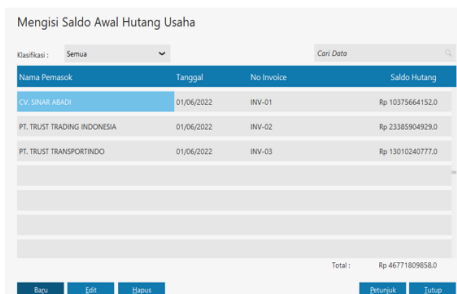 Mengisi Saldo Awal Hutang Usaha
Klasifikasi : Semua Cari Data
Nama Pemasok Tanggal No Invoice Saldo Hutang
CV. SINAR ABADI 01/06/2022 INV-01 Rp 10375664152.0
PT. TRUST TRADING INDONESIA 01/06/2022 INV-02 Rp 23385904929.0
PT. TRUST TRANSPORTINDO 01/06/2022 INV-03 Rp 13010240777.0
Total : Rp 46771809858.0
Baru Edit Hapus Petunjuk Tutup